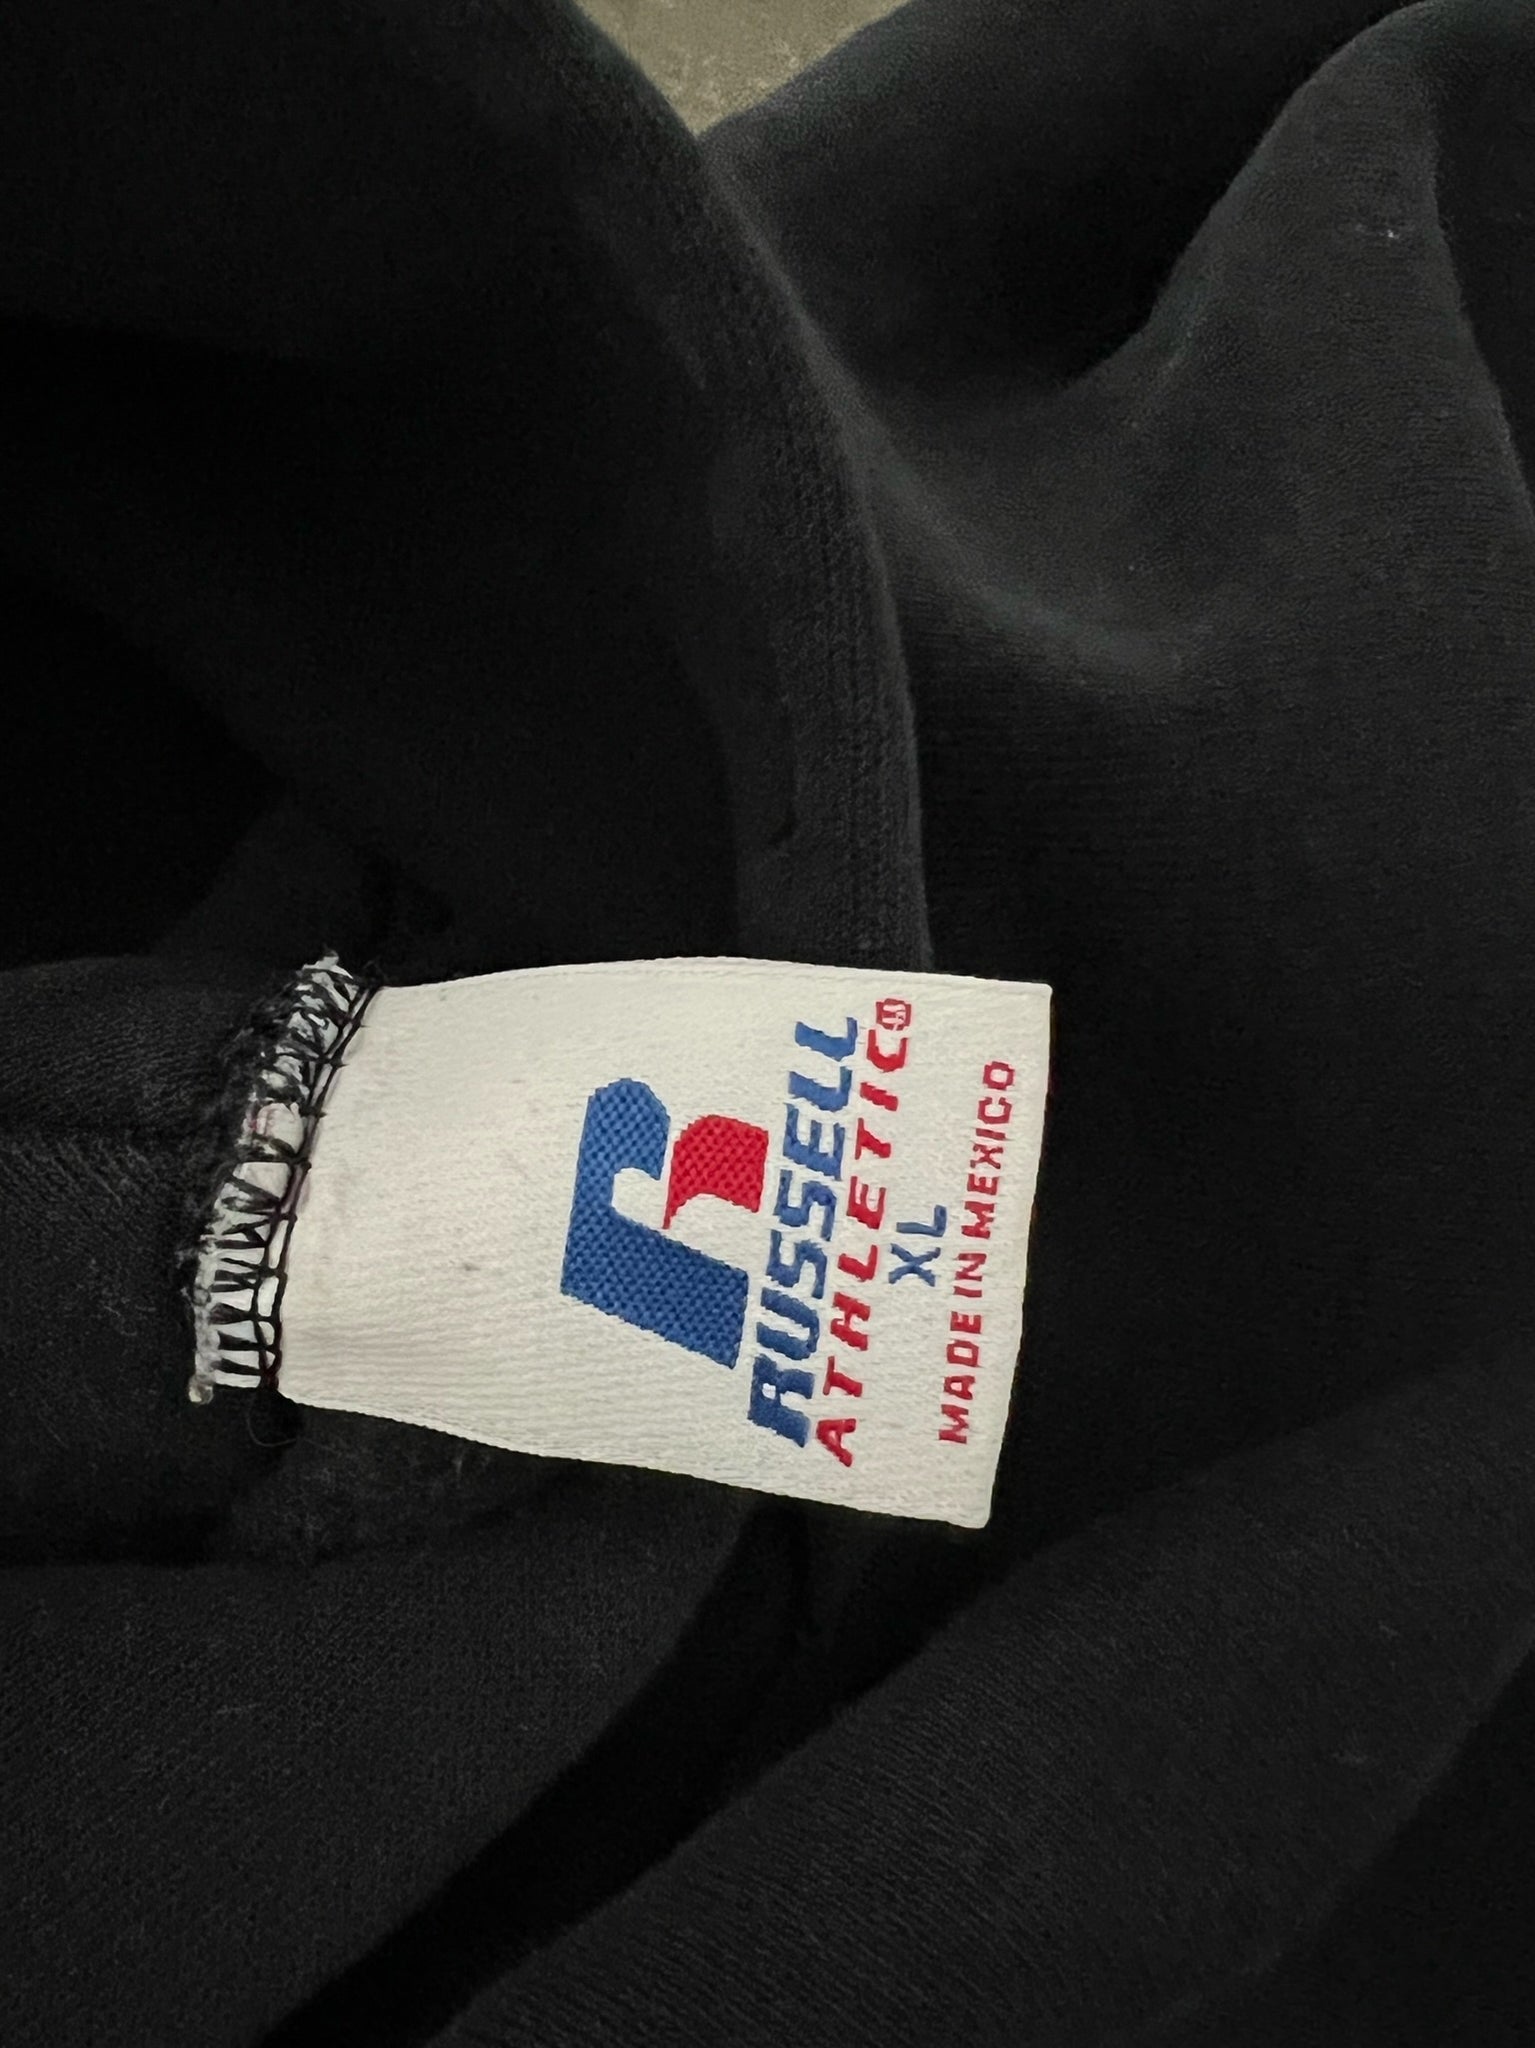 RUSSELL
ATHLETIC®
XL
MADE IN MEXICO